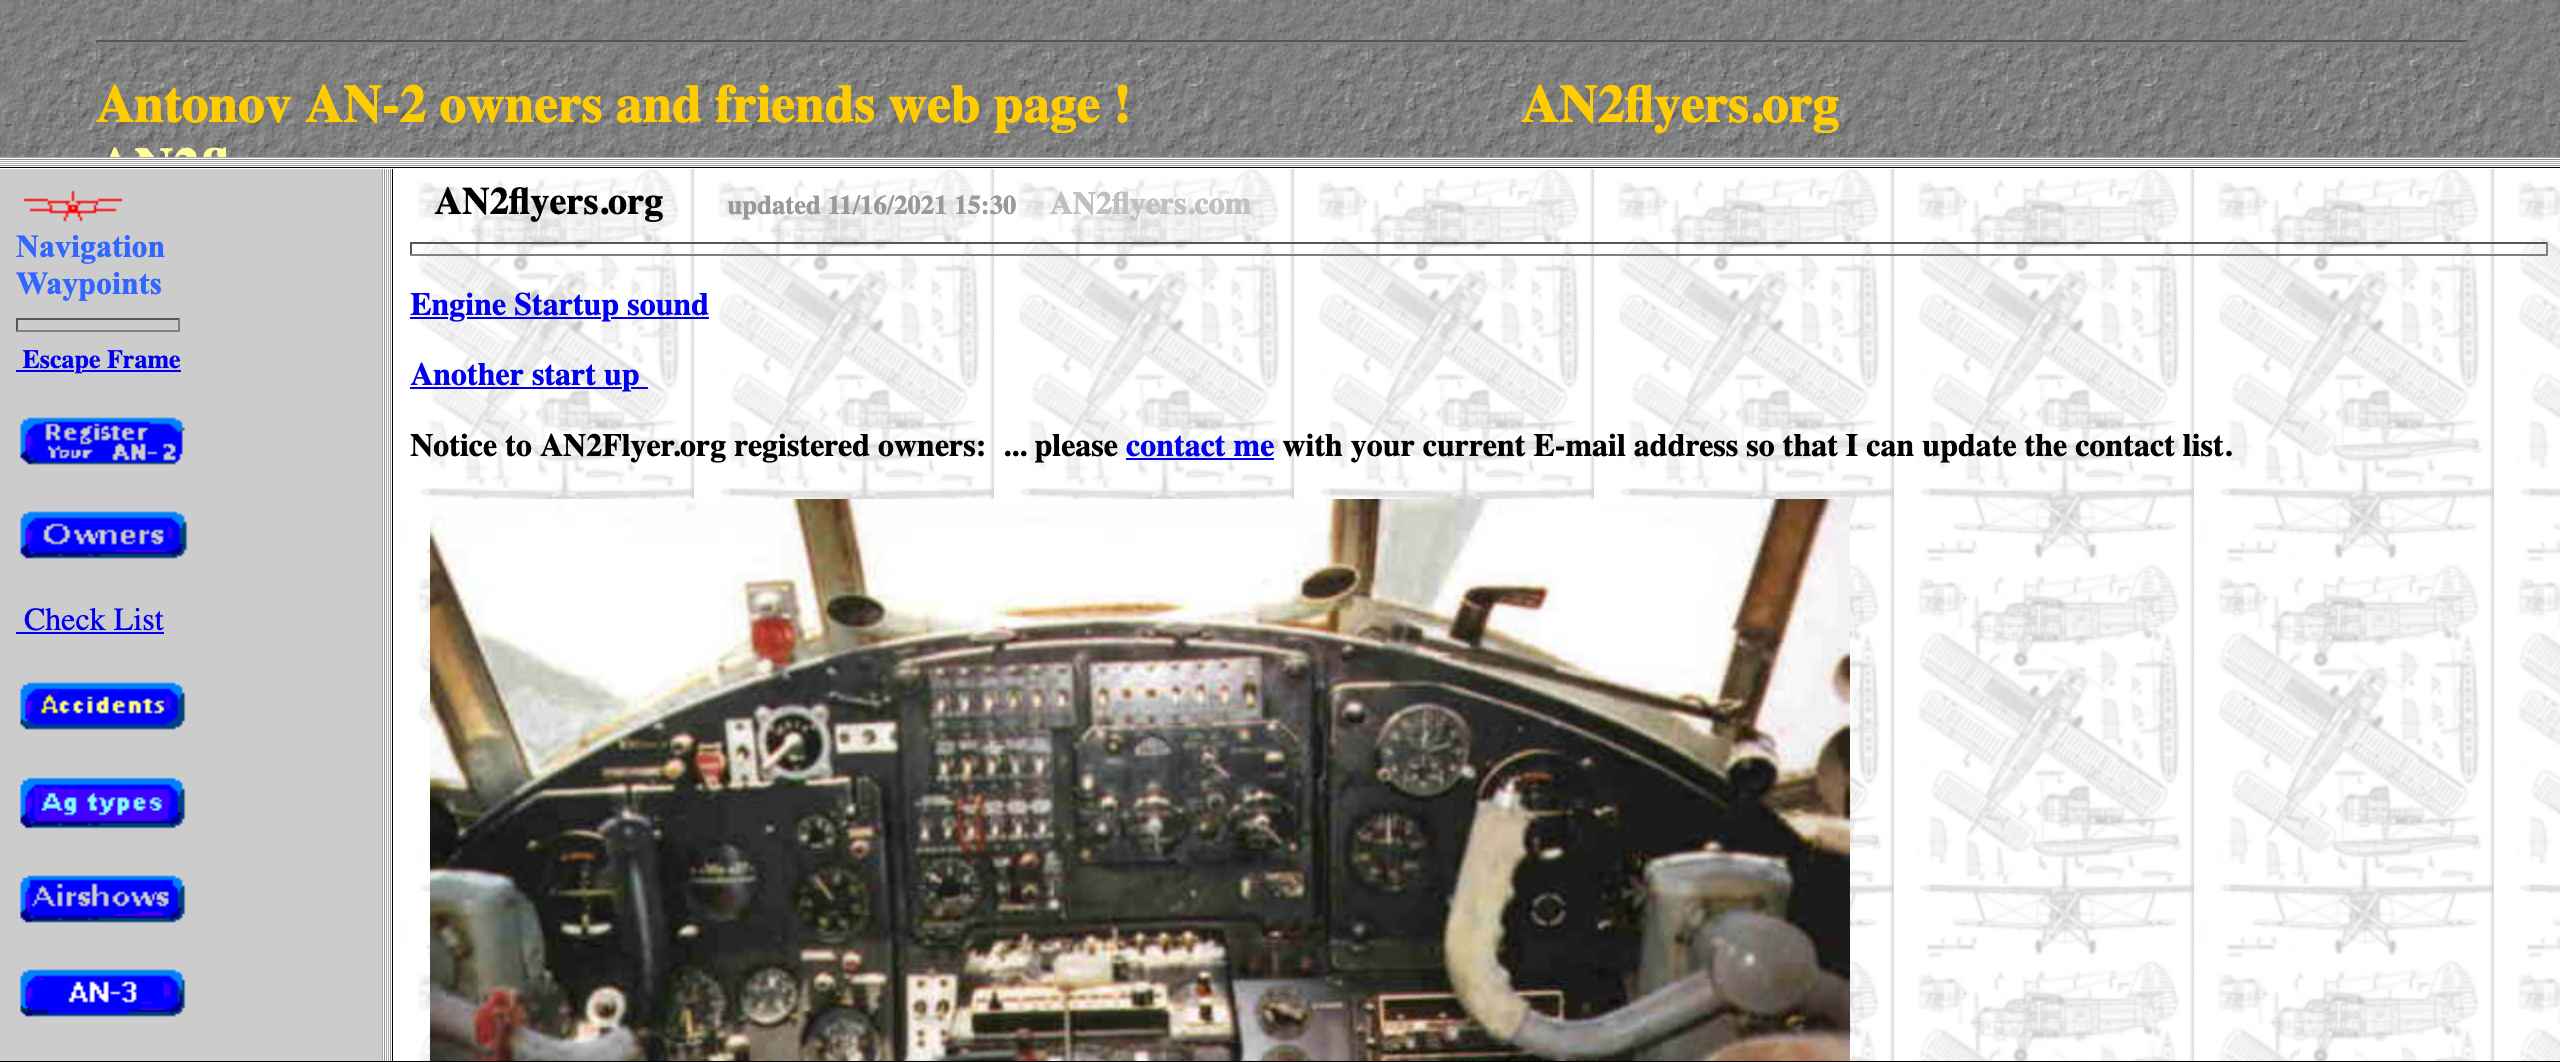 Antonov AN-2 owners and friends web page ! AN2flyers.org
AN2fl
Navigation
Waypoints
Escape Frame
Register
Your AN-2
Owners
Check List
Accidents
Ag types
Airshows
AN-3
AN2flyers.org updated 11/16/2021 15:30 AN2flyers.com
Engine Startup sound
Another start up
Notice to AN2Flyer.org registered owners:  ... please contact me with your current E-mail address so that I can update the contact list.